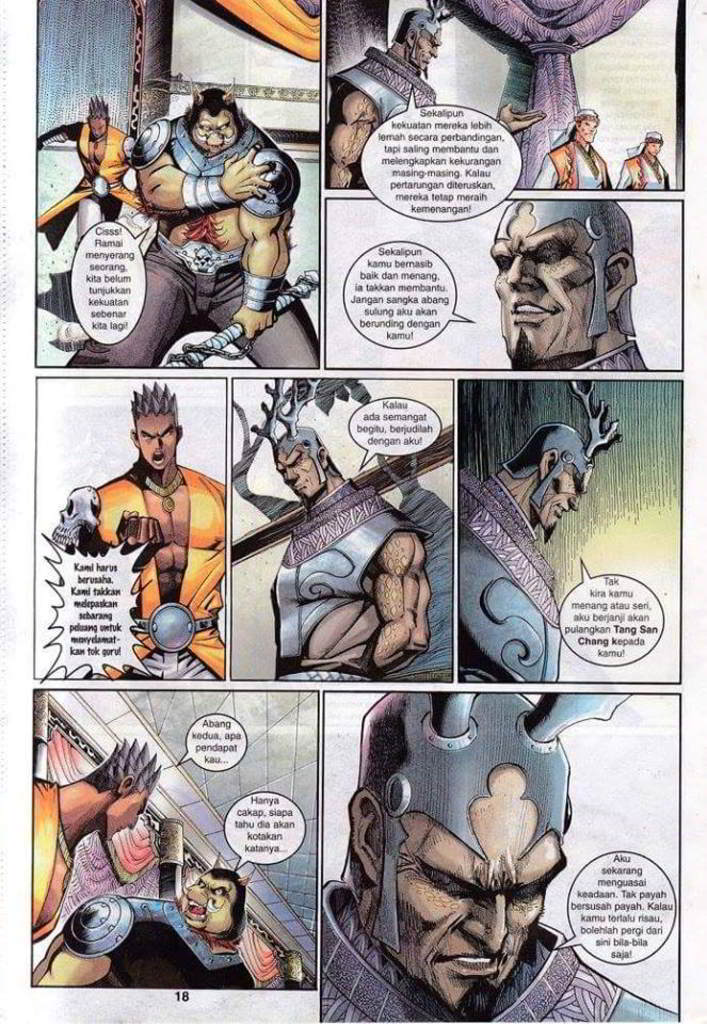 Cisss!
Ramai
menyerang
seorang,
kita belum
tunjukkan
kekuatan
sebenar
kita lagi!
Sekalipun
kekuatan mereka lebih
lemah secara perbandingan,
tapi saling membantu dan
melengkapkan kekurangan
masing-masing. Kalau
pertarungan diteruskan,
mereka tetap meraih
kemenangan!
Sekalipun
kamu bernasib
baik dan menang,
ia takkan membantu.
Jangan sangka abang
sulung aku akan
berunding dengan
kamu!
Kami harus
berusaha.
Kami takkan
melepaskan
sebarang
peluang untuk
menyelamat-
kan tok guru!
Kalau
ada semangat
begitu, berjudilah
dengan aku!
Tak
kira kamu
menang atau seri,
aku berjanji akan
pulangkan Tang San
Chang kepada
kamu!
Abang
kedua, apa
pendapat
kau...
Hanya
cakap, siapa
tahu dia akan
kotakan
katanya...
Aku
sekarang
menguasai
keadaan. Tak payah
bersusah payah. Kalau
kamu terlalu risau,
bolehlah pergi dari
sini bila-bila
saja!
18